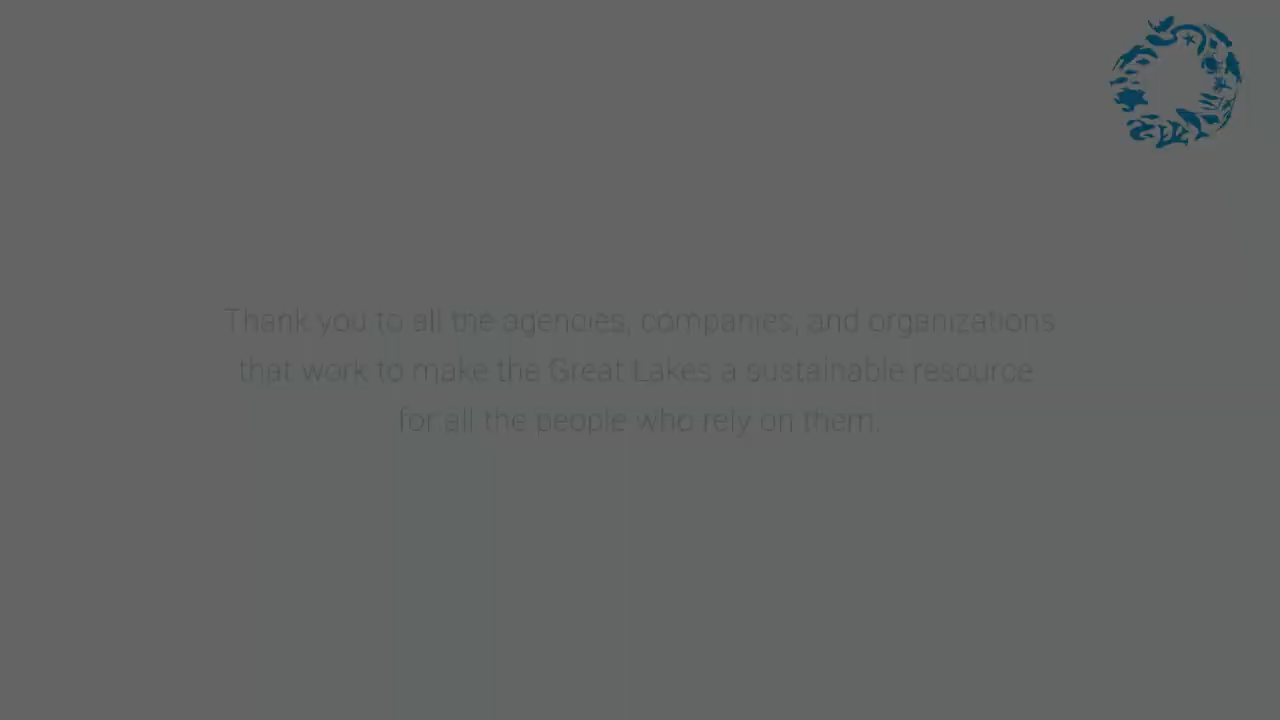 Thank you to all the agencies, companies, and organizations
that work to make the Great Lakes a sustainable resource
for all the people who rely on them.